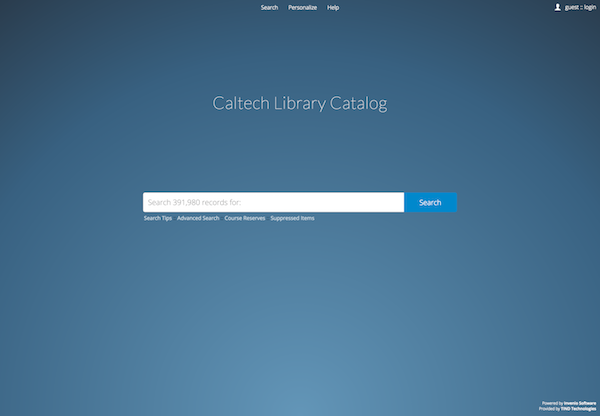 Search Personalize Help guest :: login
Caltech Library Catalog
Search 391,980 records for: Search
Search Tips Advanced Search Course Reserves Suppressed Items
Powered by Invenio Software
Provided by TIND Technologies